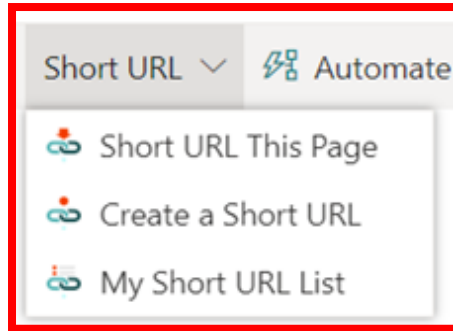 Short URL Automate
Short URL This Page
Create a Short URL
My Short URL List